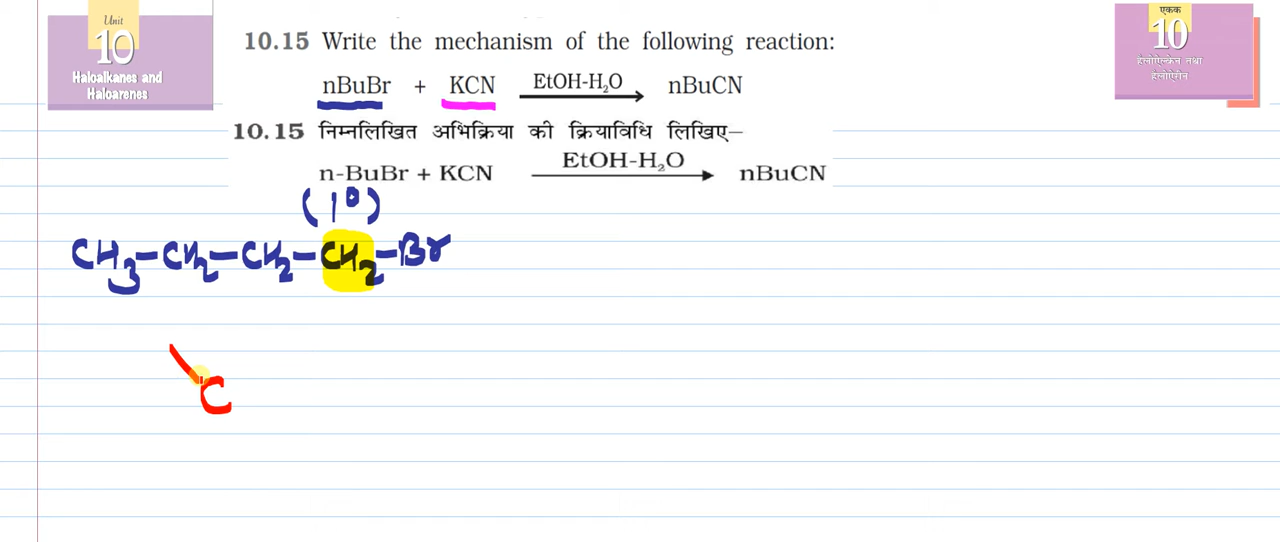 Unit
10
Haloalkanes and
Haloarenes
एकक
10
हैलोऐल्केन तथा
हैलोऐरीन
10.15 Write the mechanism of the following reaction:
nBuBr + KCN EtOH-H₂O nBuCN
10.15 निम्नलिखित अभिक्रिया की क्रियाविधि लिखिए–
n-BuBr + KCN EtOH-H₂O nBuCN
(1⁰)
CH₃-CH₂-CH₂-CH₂-Br
C